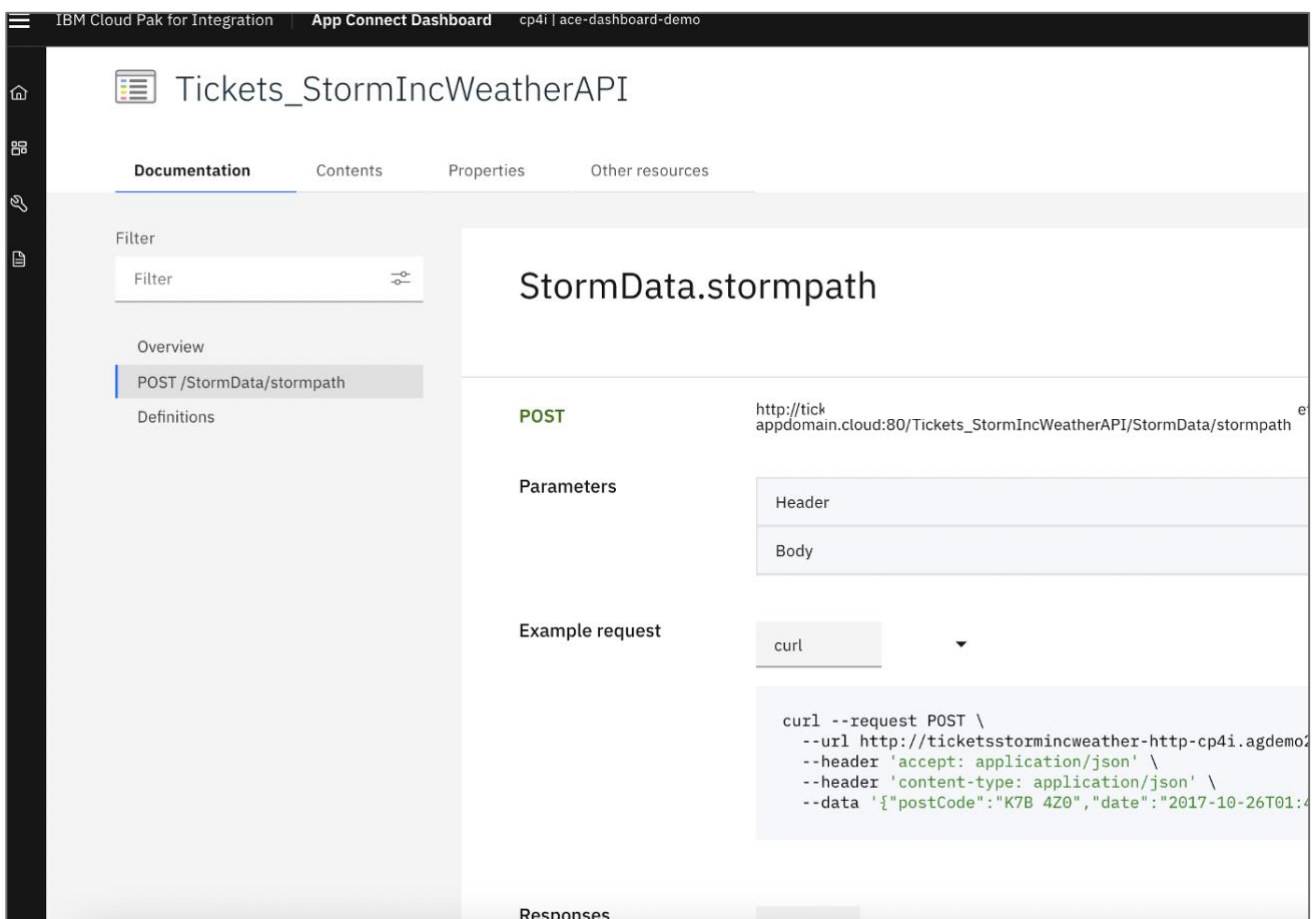 IBM Cloud Pak for Integration App Connect Dashboard cp4i | ace-dashboard-demo
Tickets_StormIncWeatherAPI
Documentation Contents Properties Other resources
Filter
Filter
Overview
POST /StormData/stormpath
Definitions
StormData.stormpath
POST
http://tick
appdomain.cloud:80/Tickets_StormIncWeatherAPI/StormData/stormpath
Parameters
Header
Body
Example request
curl
curl --request POST \
--url http://ticketsstormincweather-http-cp4i.agdemo2
--header 'accept: application/json' \
--header 'content-type: application/json' \
--data '{"postCode":"K7B 4Z0","date":"2017-10-26T01:4
Responses